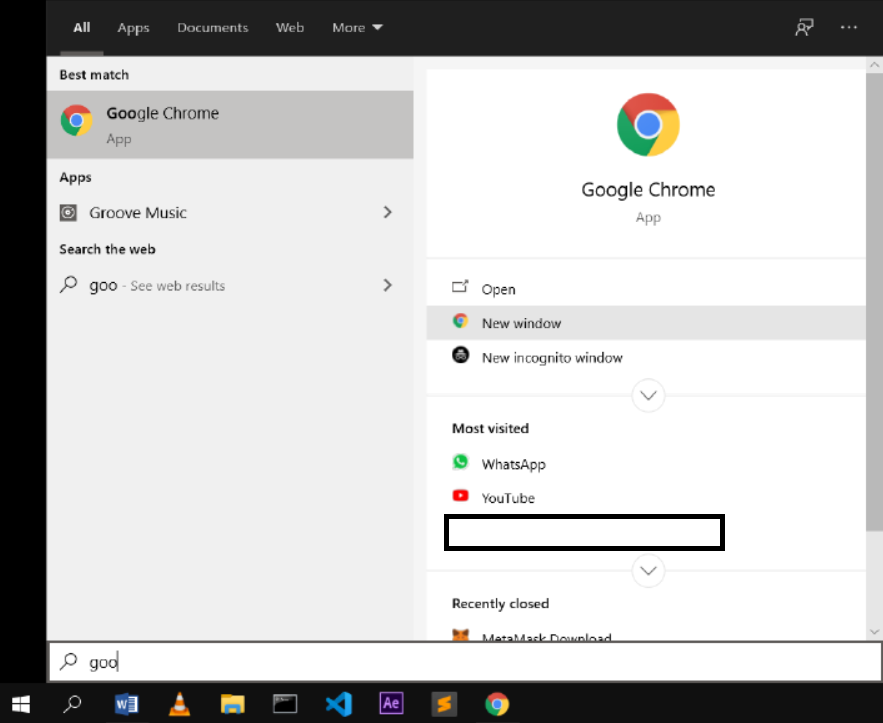 All Apps Documents Web More
Best match
Google Chrome
App
Apps
Groove Music
Search the web
goo - See web results
Google Chrome
App
Open
New window
New incognito window
Most visited
WhatsApp
YouTube
Recently closed
MetaMask Download
goo
W
Ae